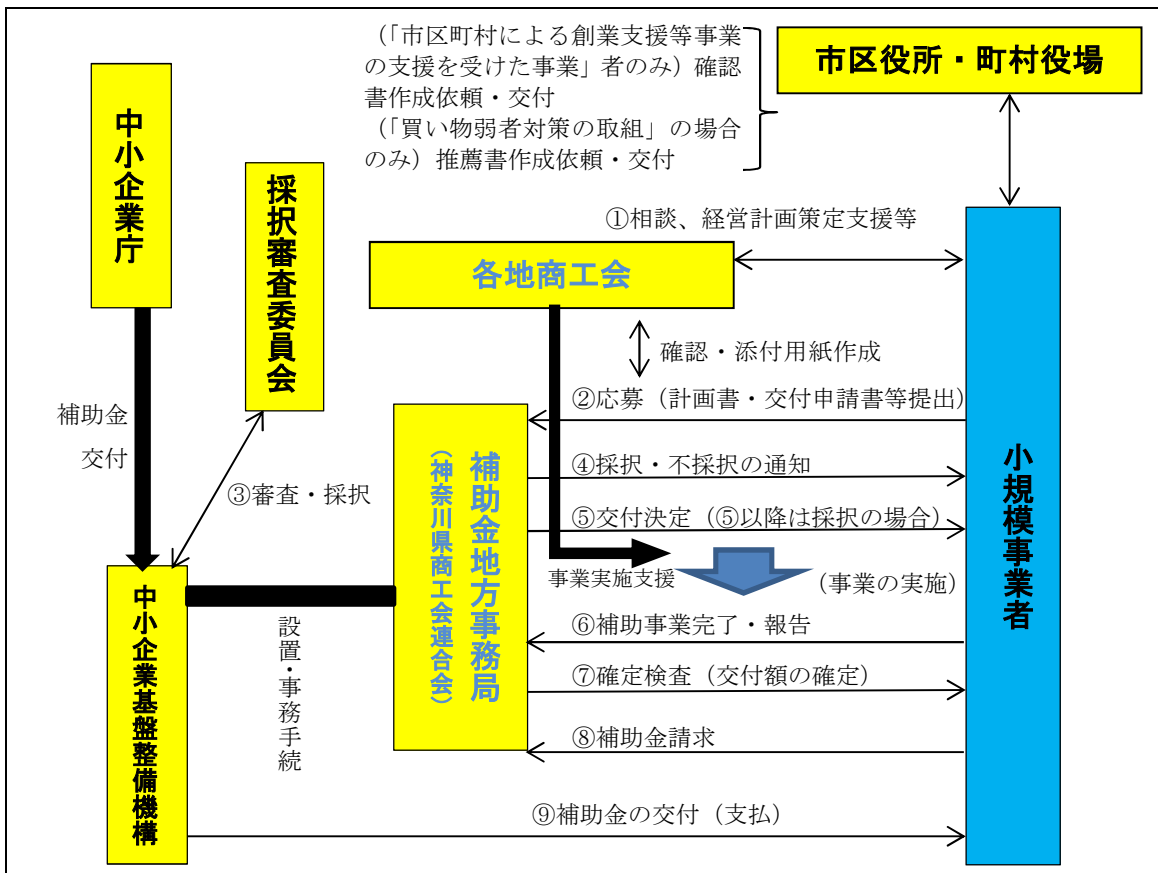 (「市区町村による創業支援等事業
の支援を受けた事業」者のみ)確認
書作成依頼・交付
(「買い物弱者対策の取組」の場合
のみ)推薦書作成依頼・交付
市区役所・町村役場
中小企業庁
採択審査委員会
①相談、経営計画策定支援等
各地商工会
確認・添付用紙作成
②応募(計画書・交付申請書等提出)
補助金
交付
③審査・採択
補助金地方事務局
(神奈川県商工会連合会)
④採択・不採択の通知
⑤交付決定(⑤以降は採択の場合)
事業実施支援
(事業の実施)
小規模事業者
中小企業基盤整備機構
設置・事務手続
⑥補助事業完了・報告
⑦確定検査(交付額の確定)
⑧補助金請求
⑨補助金の交付(支払)